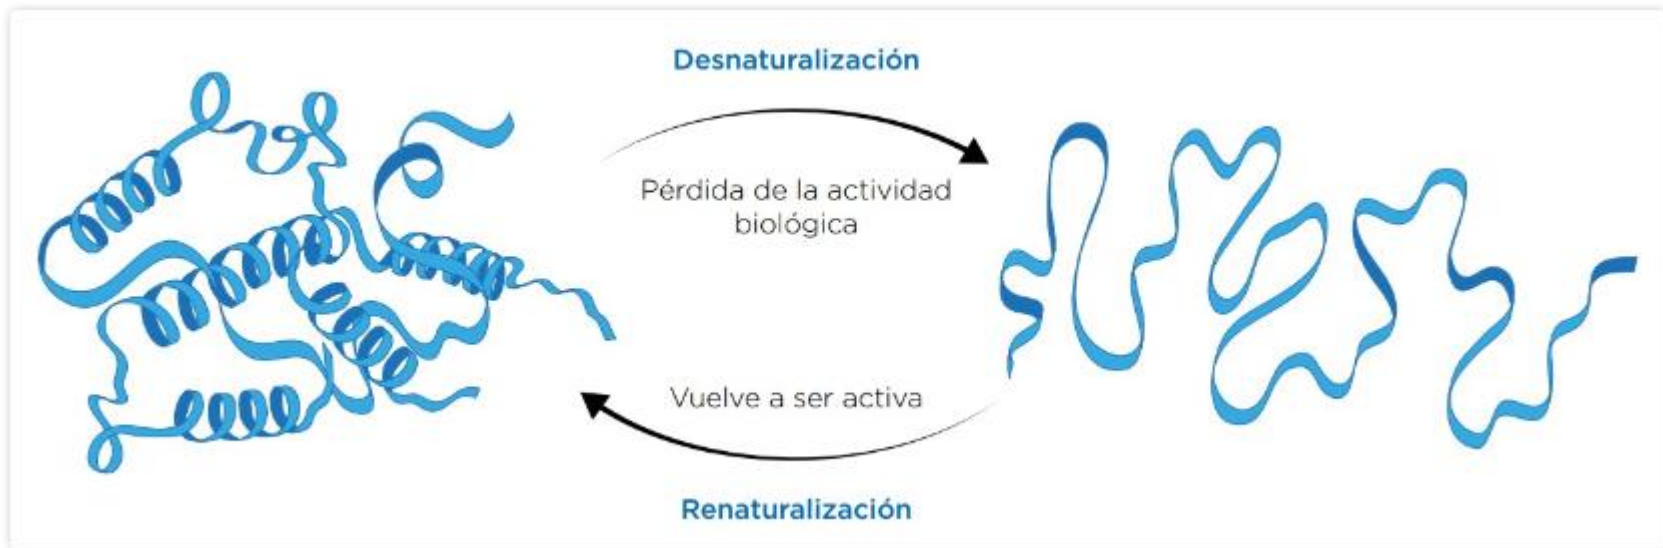 Desnaturalización
Pérdida de la actividad
biológica
Vuelve a ser activa
Renaturalización